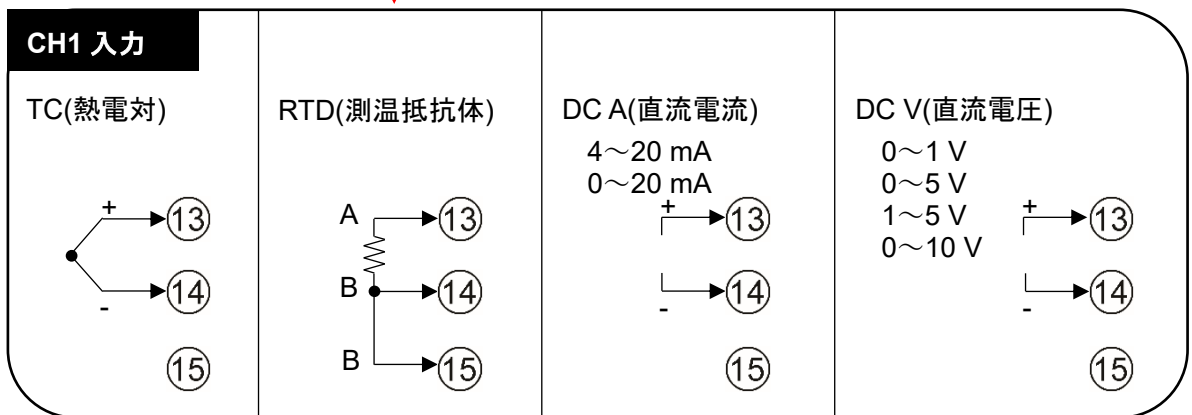 CH1 入力
TC(熱電対)
+
⑬
⑭
-
⑮
RTD(測温抵抗体)
A
⑬
B
⑭
B
⑮
DC A(直流電流)
4～20 mA
0～20 mA
+
⑬
⑭
-
⑮
DC V(直流電圧)
0～1 V
0～5 V
1～5 V
0～10 V
+
⑬
⑭
-
⑮